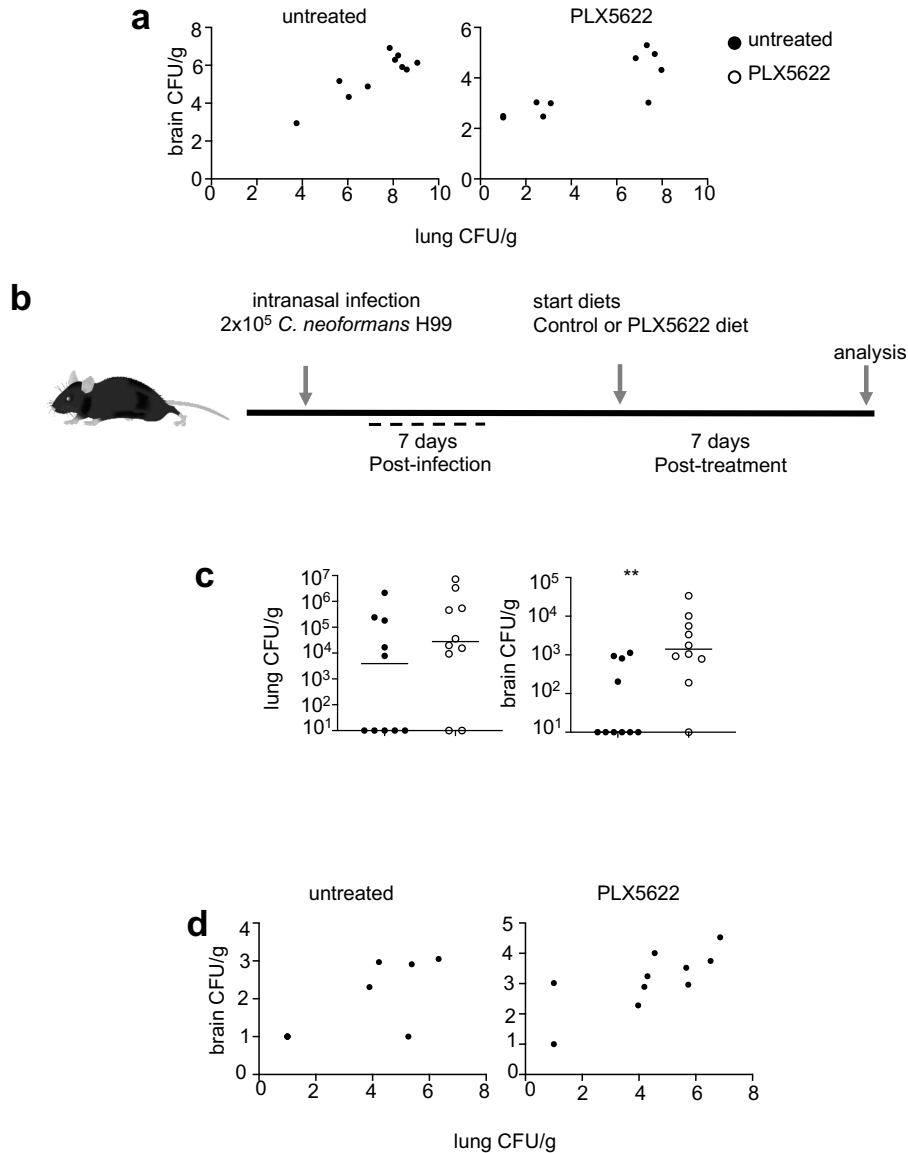 a
untreated
PLX5622
untreated
PLX5622
brain CFU/g
8
6
4
2
0
0
2
4
6
8
10
6
4
2
0
0
2
4
6
8
10
lung CFU/g
b
intranasal infection
2x10⁵ C. neoformans H99
start diets
Control or PLX5622 diet
analysis
7 days
Post-infection
7 days
Post-treatment
c
lung CFU/g
10⁷
10⁶
10⁵
10⁴
10³
10²
10¹
brain CFU/g
**
10⁵
10⁴
10³
10²
10¹
d
untreated
PLX5622
brain CFU/g
4
3
2
1
0
0
2
4
6
8
5
4
3
2
1
0
0
2
4
6
8
lung CFU/g